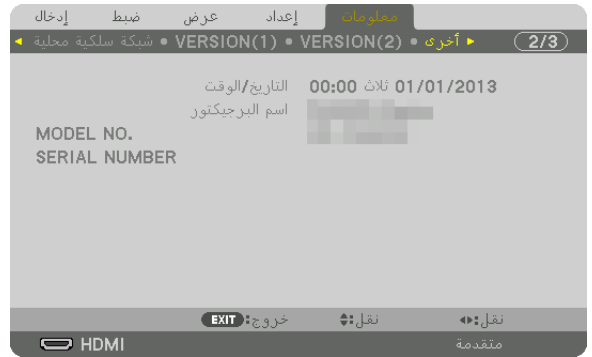 إدخال ضبط عرض إعداد معلومات
شبكة سلكية محلية • VERSION(1) • VERSION(2) • أخرى 2/3
التاريخ/الوقت 01/01/2013 ثلاث 00:00
اسم البرجيكتور
MODEL NO.
SERIAL NUMBER
EXIT خروج: نقل: نقل:
HDMI متقدمة